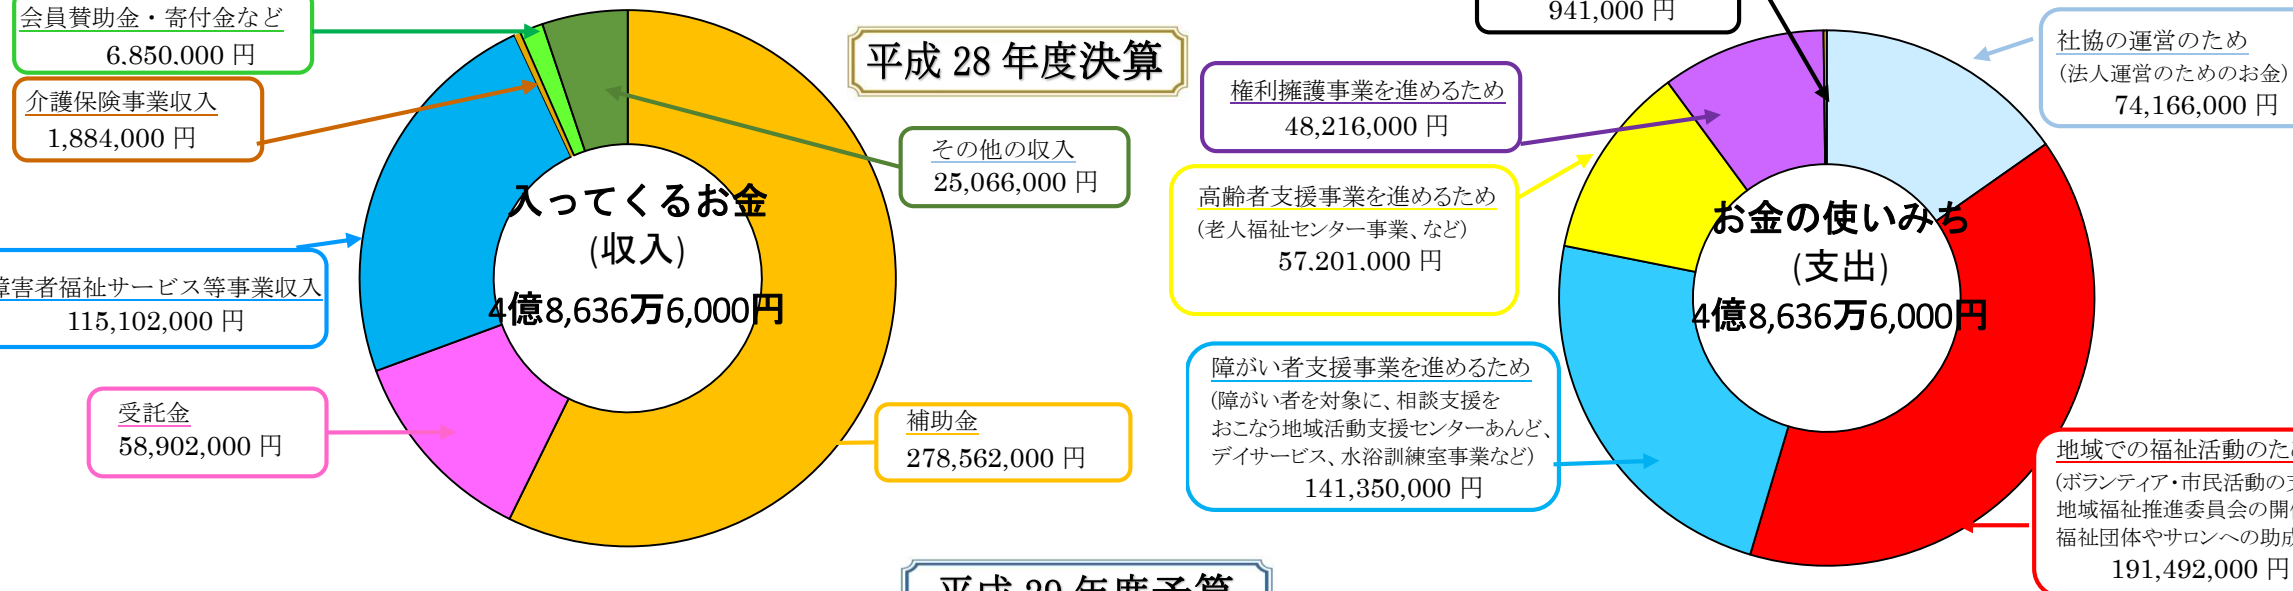 会員賛助金・寄付金など
6,850,000 円
介護保険事業収入
1,884,000 円
障害者福祉サービス等事業収入
115,102,000 円
受託金
58,902,000 円
入ってくるお金
(収入)
4億8,636万6,000円
平成 28 年度決算
その他の収入
25,066,000 円
補助金
278,562,000 円
平成 29 年度予算
941,000 円
権利擁護事業を進めるため
48,216,000 円
高齢者支援事業を進めるため
(老人福祉センター事業、など)
57,201,000 円
障がい者支援事業を進めるため
(障がい者を対象に、相談支援を
おこなう地域活動支援センターあんど、
デイサービス、水浴訓練室事業など)
141,350,000 円
お金の使いみち
(支出)
4億8,636万6,000円
社協の運営のため
(法人運営のためのお金)
74,166,000 円
地域での福祉活動のため
(ボランティア・市民活動の支
地域福祉推進委員会の開
福祉団体やサロンへの助成
191,492,000 円